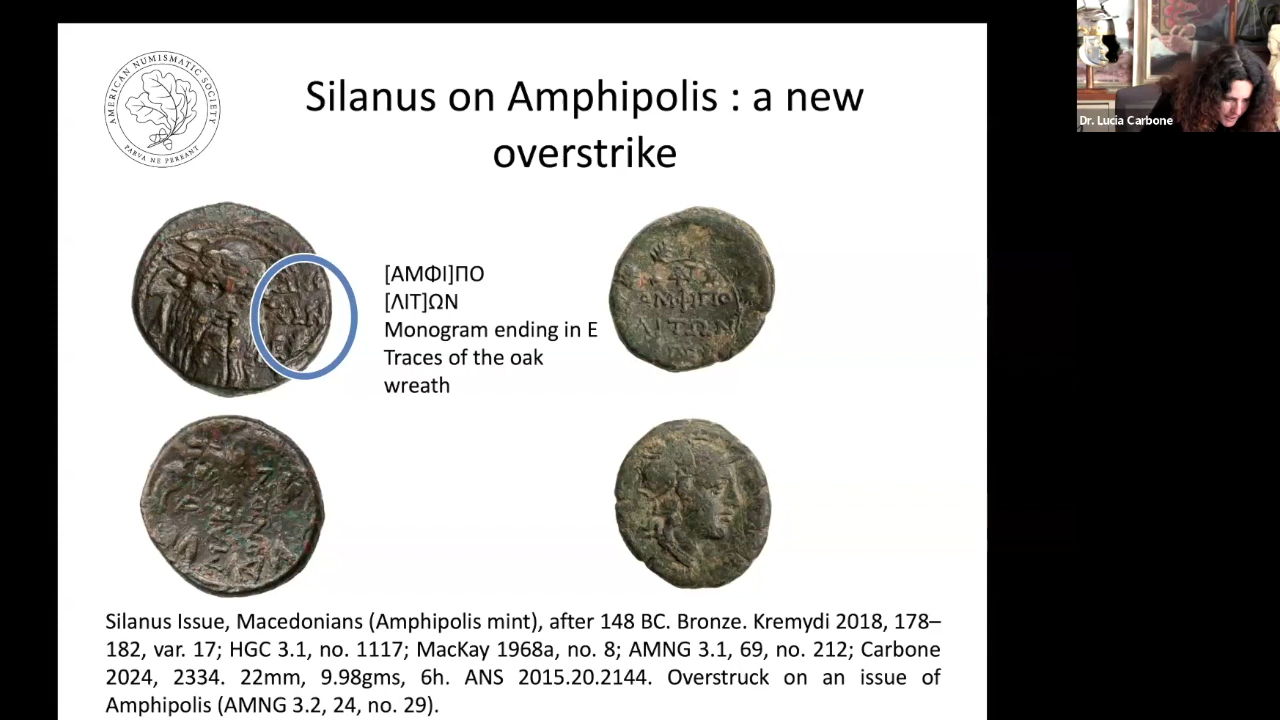 AMERICAN NUMISMATIC SOCIETY
PARVA NE PEREANT
Silanus on Amphipolis : a new
overstrike
Dr. Lucia Carbone
[ΑΜΦΙ]ΠΟ
[ΛΙΤ]ΩΝ
Monogram ending in E
Traces of the oak
wreath
ΑΜΦΙΠΟ
ΛΙΤΩΝ
Silanus Issue, Macedonians (Amphipolis mint), after 148 BC. Bronze. Kremydi 2018, 178–
182, var. 17; HGC 3.1, no. 1117; MacKay 1968a, no. 8; AMNG 3.1, 69, no. 212; Carbone
2024, 2334. 22mm, 9.98gms, 6h. ANS 2015.20.2144. Overstruck on an issue of
Amphipolis (AMNG 3.2, 24, no. 29).